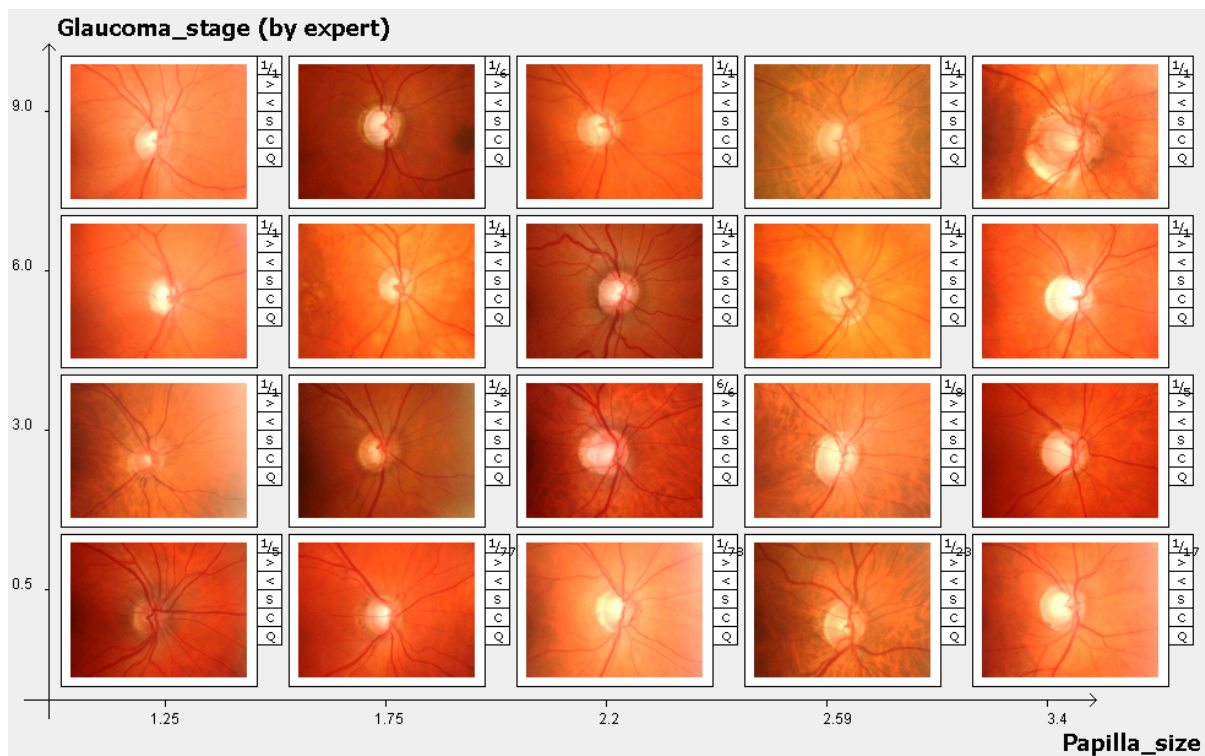 Glaucoma_stage (by expert)
9.0
1/1 > < S C Q
1/6 > < S C Q
1/1 > < S C Q
1/1 > < S C Q
1/1 > < S C Q
6.0
1/1 > < S C Q
1/1 > < S C Q
1/1 > < S C Q
1/1 > < S C Q
1/1 > < S C Q
3.0
1/1 > < S C Q
1/2 > < S C Q
6/6 > < S C Q
1/8 > < S C Q
1/5 > < S C Q
0.5
1/5 > < S C Q
1/77 > < S C Q
1/78 > < S C Q
1/23 > < S C Q
1/17 > < S C Q
1.25 1.75 2.2 2.59 3.4
Papilla_size